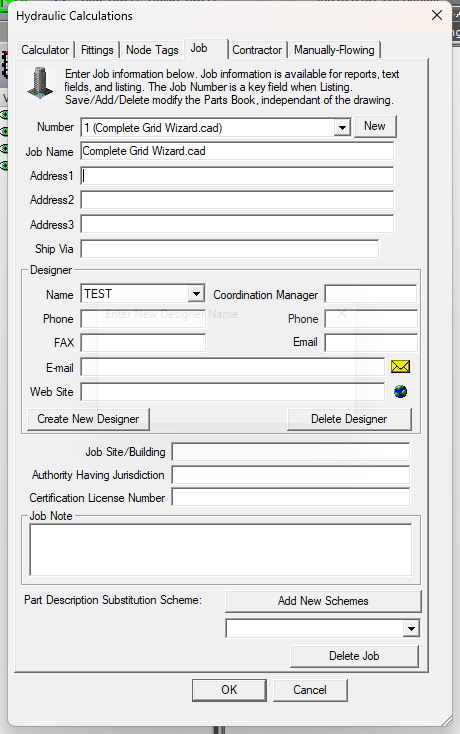 Hydraulic Calculations
Calculator Fittings Node Tags Job Contractor Manually-Flowing
Enter Job information below. Job information is available for reports, text
fields, and listing. The Job Number is a key field when Listing.
Save/Add/Delete modify the Parts Book, independant of the drawing.
Number 1 (Complete Grid Wizard.cad) New
Job Name Complete Grid Wizard.cad
Address1
Address2
Address3
Ship Via
Designer
Name TEST Coordination Manager
Enter New Designer Name
Phone Phone
FAX Email
E-mail
Web Site
Create New Designer Delete Designer
Job Site/Building
Authority Having Jurisdiction
Certification License Number
Job Note
Part Description Substitution Scheme: Add New Schemes
Delete Job
OK Cancel